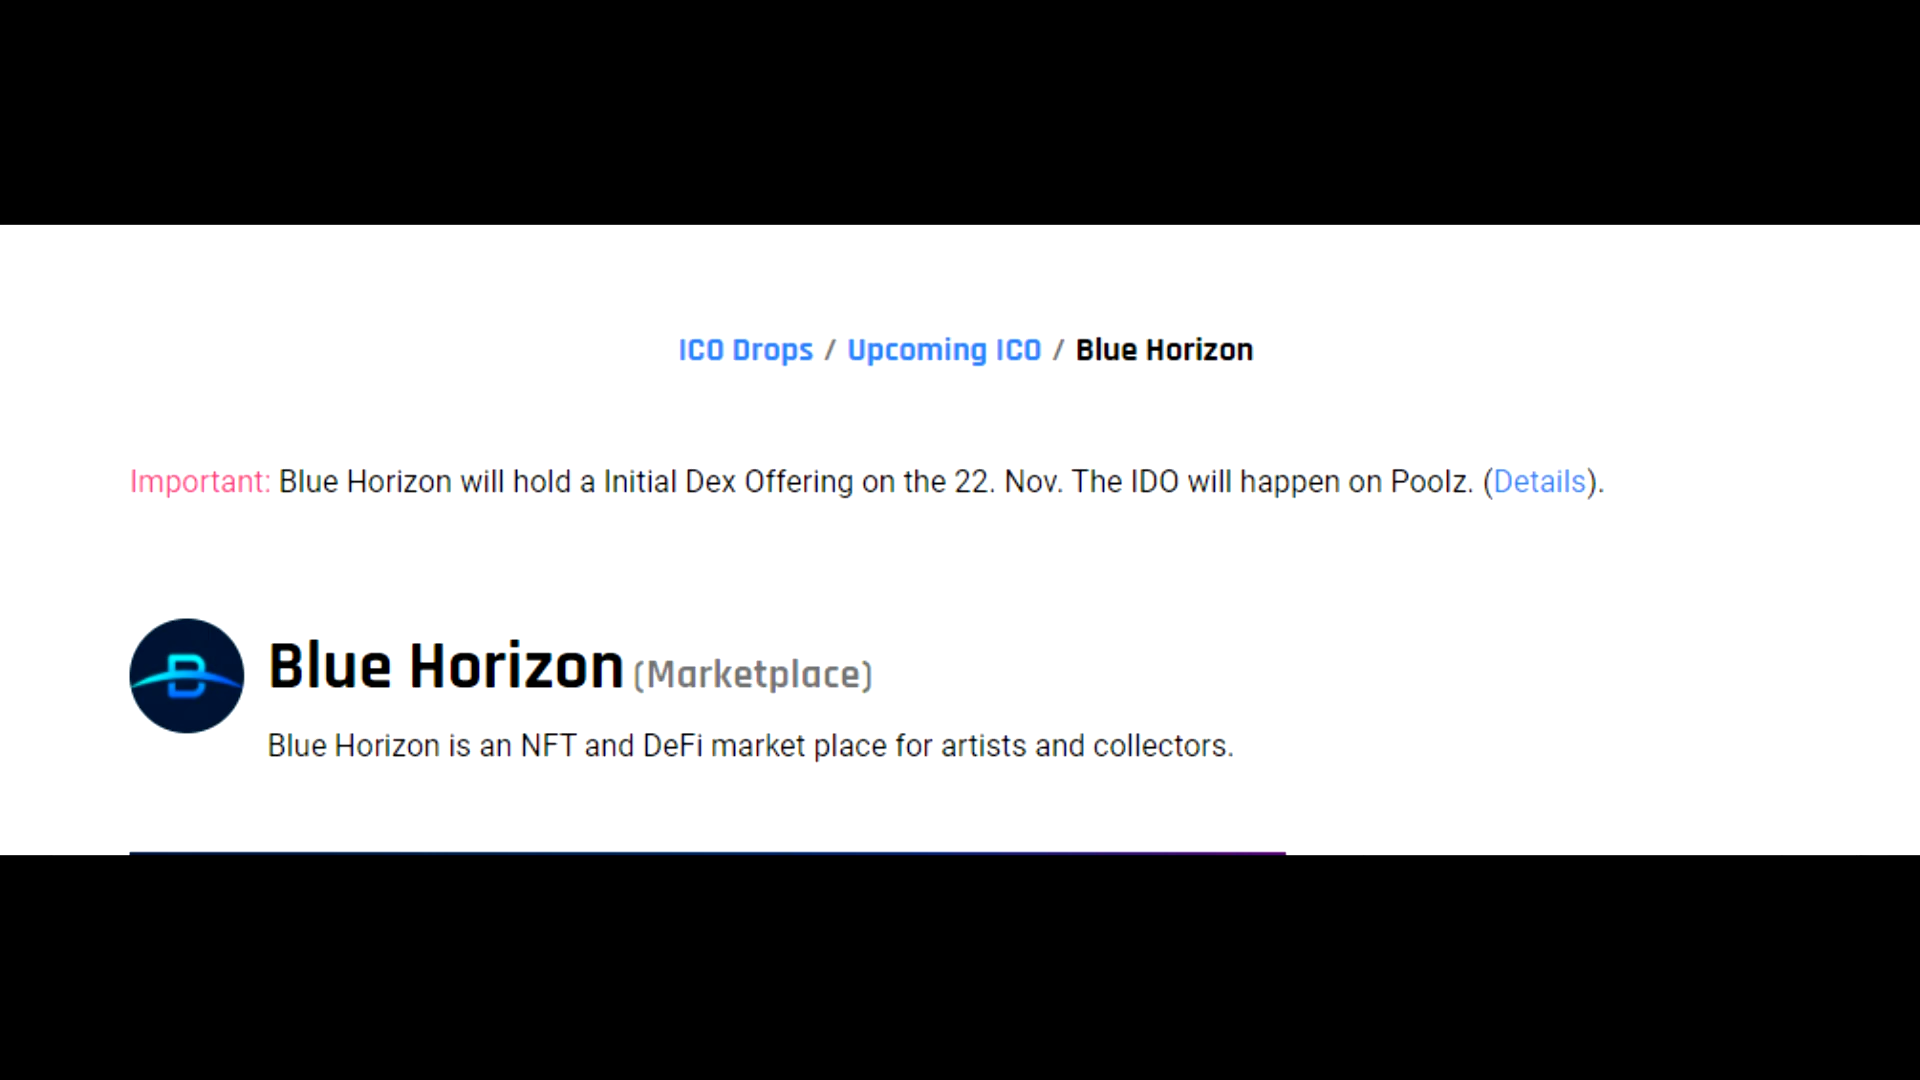 ICO Drops / Upcoming ICO / Blue Horizon
Important: Blue Horizon will hold a Initial Dex Offering on the 22. Nov. The IDO will happen on Poolz. (Details).
B
Blue Horizon (Marketplace)
Blue Horizon is an NFT and DeFi market place for artists and collectors.